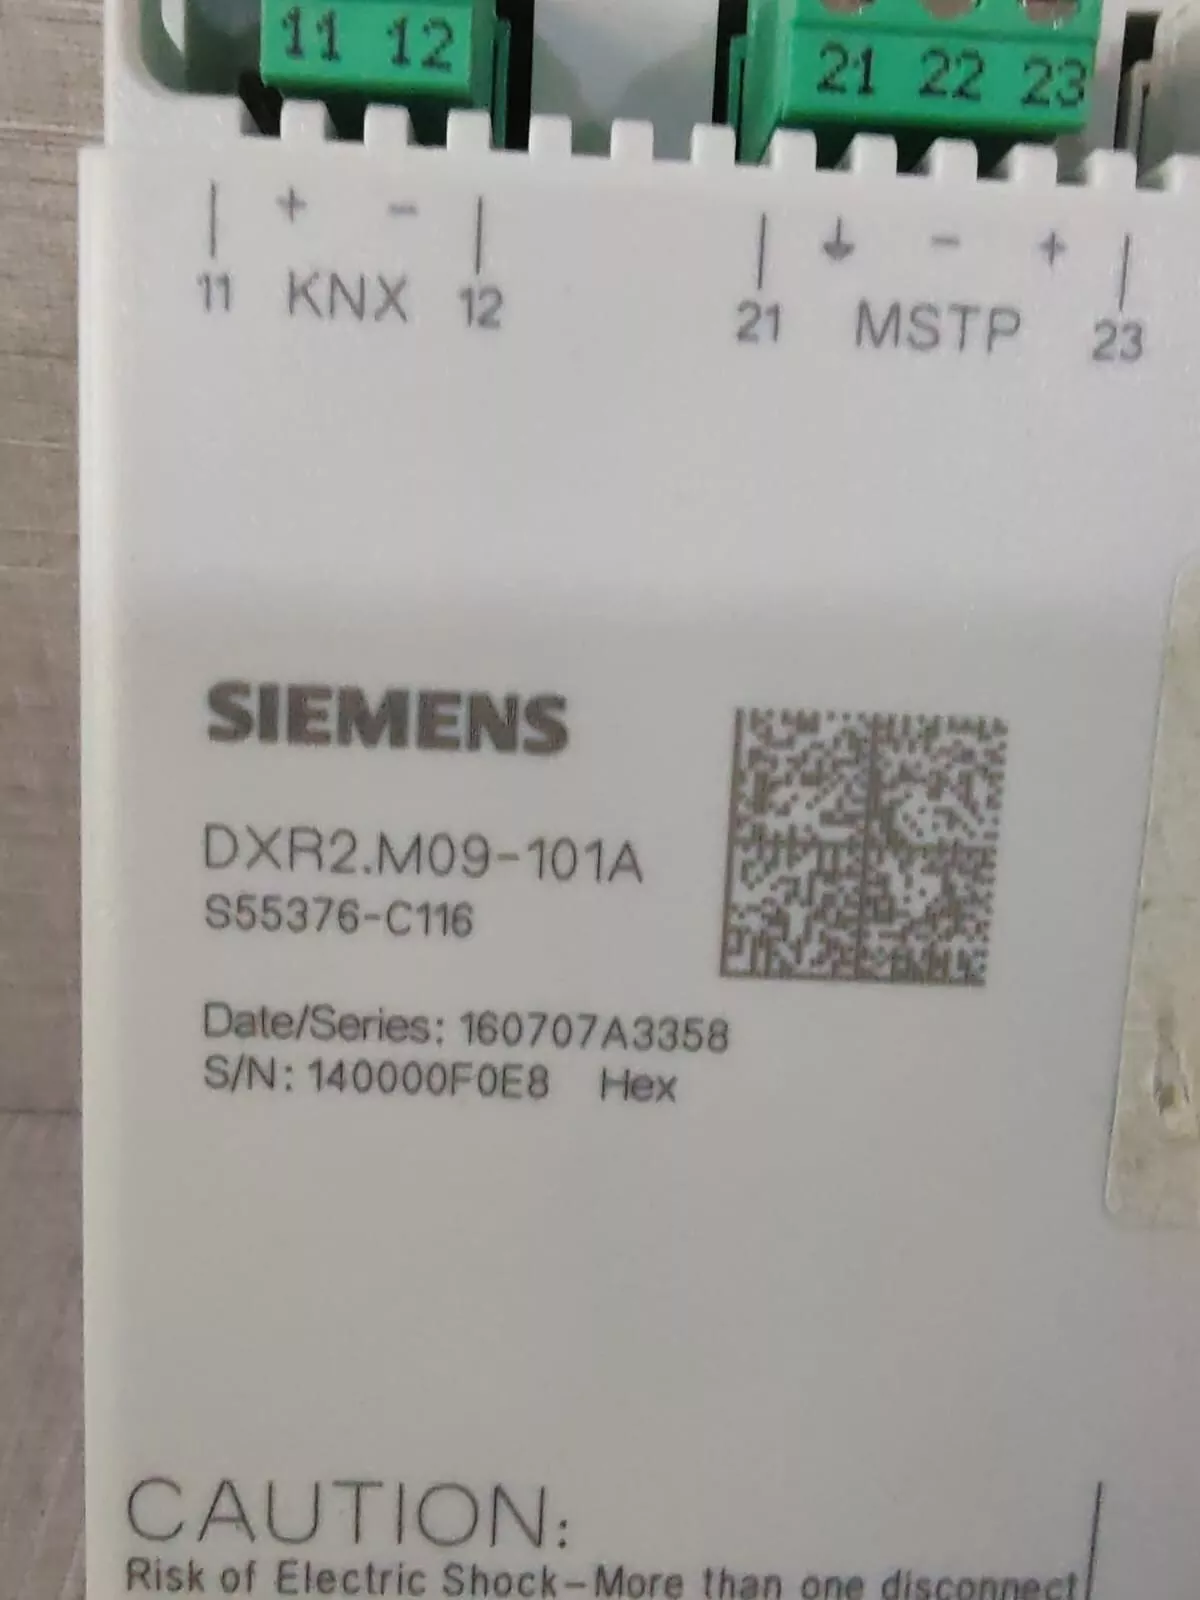 11 12
21 22 23
+ -
11 KNX 12
- +
21 MSTP 23
SIEMENS
DXR2.M09-101A
S55376-C116
Date/Series: 160707A3358
S/N: 140000F0E8 Hex
CAUTION:
Risk of Electric Shock–More than one disconnect